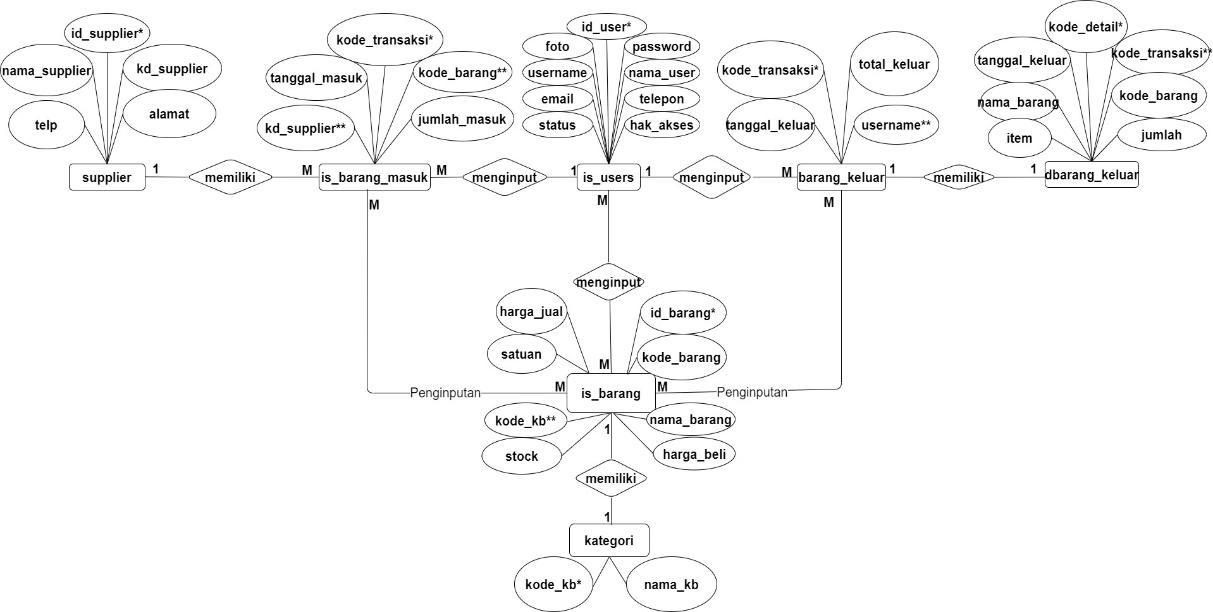 id_supplier*
nama_supplier
kd_supplier
telp
alamat
supplier
1
memiliki
M
kode_transaksi*
tanggal_masuk
kode_barang**
kd_supplier**
jumlah_masuk
is_barang_masuk
M
menginput
1
id_user*
foto
password
username
nama_user
email
telepon
status
hak_akses
is_users
1
menginput
M
kode_transaksi*
total_keluar
tanggal_keluar
username**
barang_keluar
1
memiliki
1
kode_detail*
tanggal_keluar
kode_transaksi**
nama_barang
kode_barang
item
jumlah
dbarang_keluar
M
M
M
menginput
harga_jual
id_barang*
satuan
kode_barang
M
Penginputan
M
is_barang
M
Penginputan
kode_kb**
nama_barang
1
stock
harga_beli
memiliki
1
kategori
kode_kb*
nama_kb